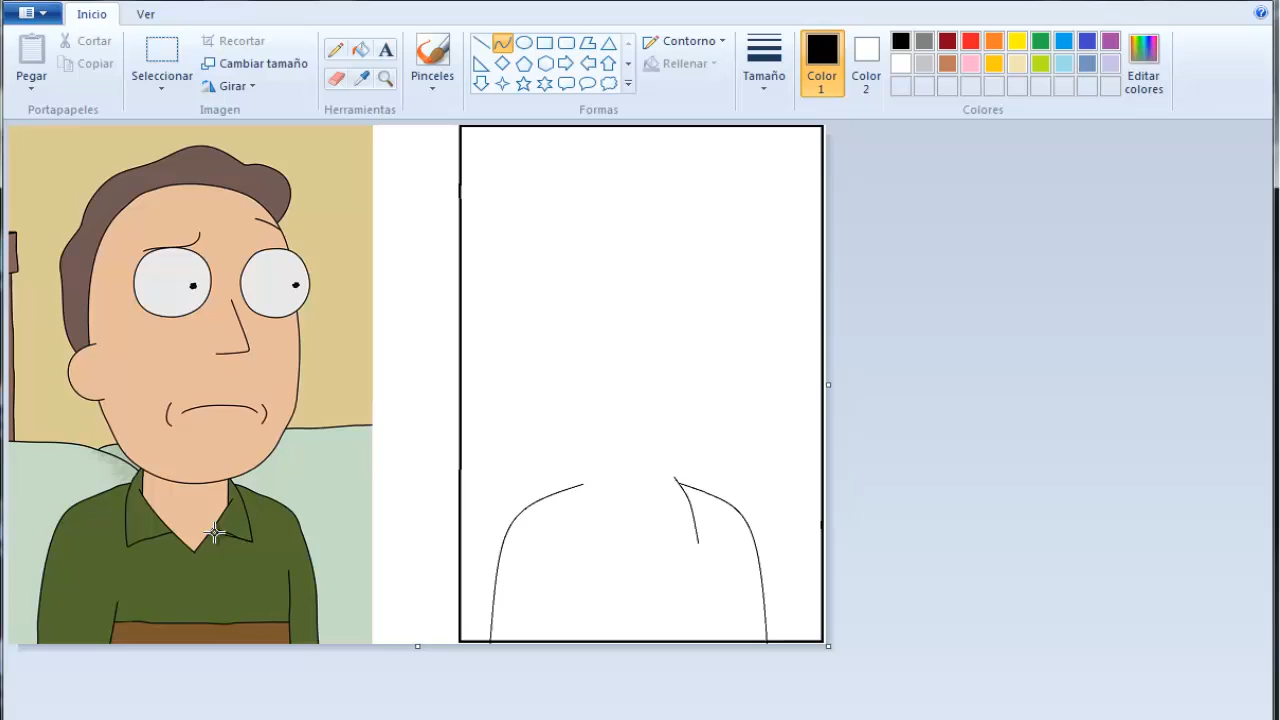 Inicio Ver
Pegar
Cortar
Copiar
Portapapeles
Seleccionar
Recortar
Cambiar tamaño
Girar
Imagen
A
Herramientas
Pinceles
Contorno
Rellenar
Formas
Tamaño
Color 1
Color 2
Editar colores
Colores